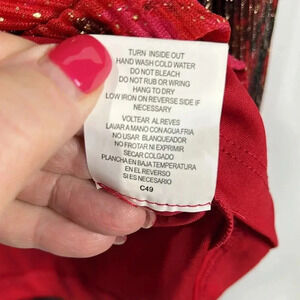 TURN INSIDE OUT
HAND WASH COLD WATER
DO NOT BLEACH
DO NOT RUB OR WRING
HANG TO DRY
LOW IRON ON REVERSE SIDE IF
NECESSARY
VOLTEAR AL REVES
LAVAR A MANO CON AGUA FRIA
NO USAR. BLANQUEADOR
NO FROTAR NI EXPRIMIR
SECAR COLGADO
PLANCHA EN BAJA TEMPERATURA
EN EL REVERSO
SI ES NECESARIO
C49